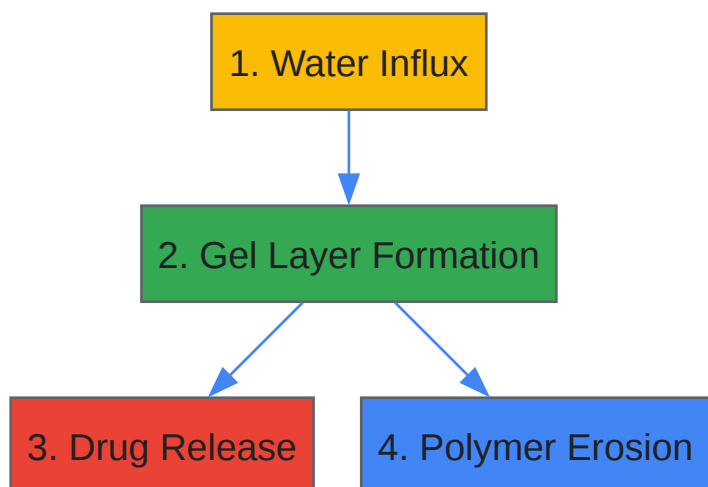 1. Water Influx
2. Gel Layer Formation
3. Drug Release
4. Polymer Erosion